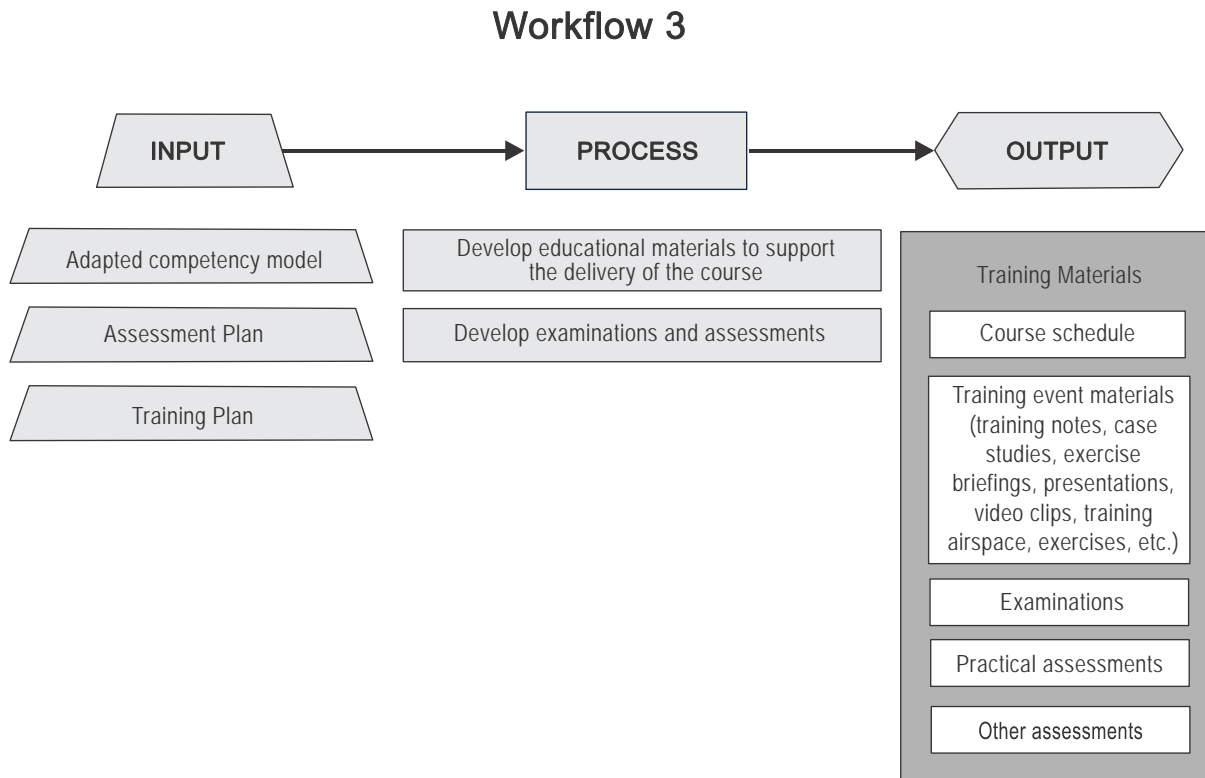 Workflow 3
INPUT
PROCESS
OUTPUT
Adapted competency model
Assessment Plan
Training Plan
Develop educational materials to support
the delivery of the course
Develop examinations and assessments
Training Materials
Course schedule
Training event materials
(training notes, case
studies, exercise
briefings, presentations,
video clips, training
airspace, exercises, etc.)
Examinations
Practical assessments
Other assessments